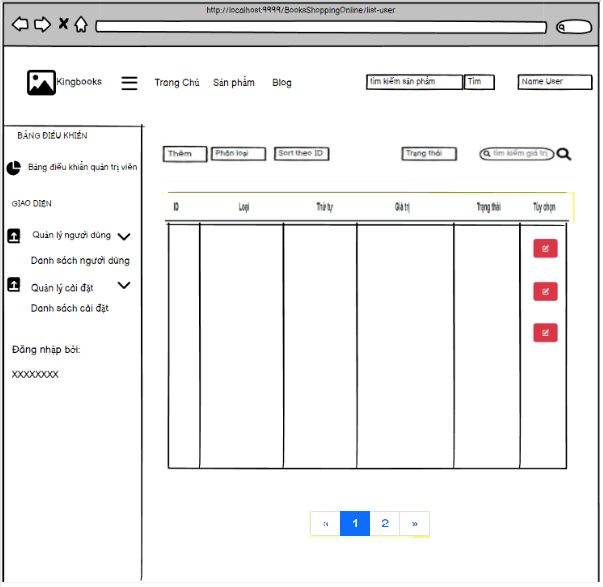 http://localhost:9999/BooksShoppingOnline/list-user
Kingbooks Trang Chủ Sản phẩm Blog tìm kiếm sản phẩm Tìm Name User
BẢNG ĐIỀU KHIỂN
Bảng điều khiển quản trị viên
GIAO DIỆN
Quản lý người dùng
Danh sách người dùng
Quản lý cài đặt
Danh sách cài đặt
Đăng nhập bởi:
XXXXXXXX
Thêm Phân loại Sort theo ID Trạng thái tìm kiếm giá trị
ID Loại Thứ tự Giá trị Trạng thái Tùy chọn
« 1 2 »